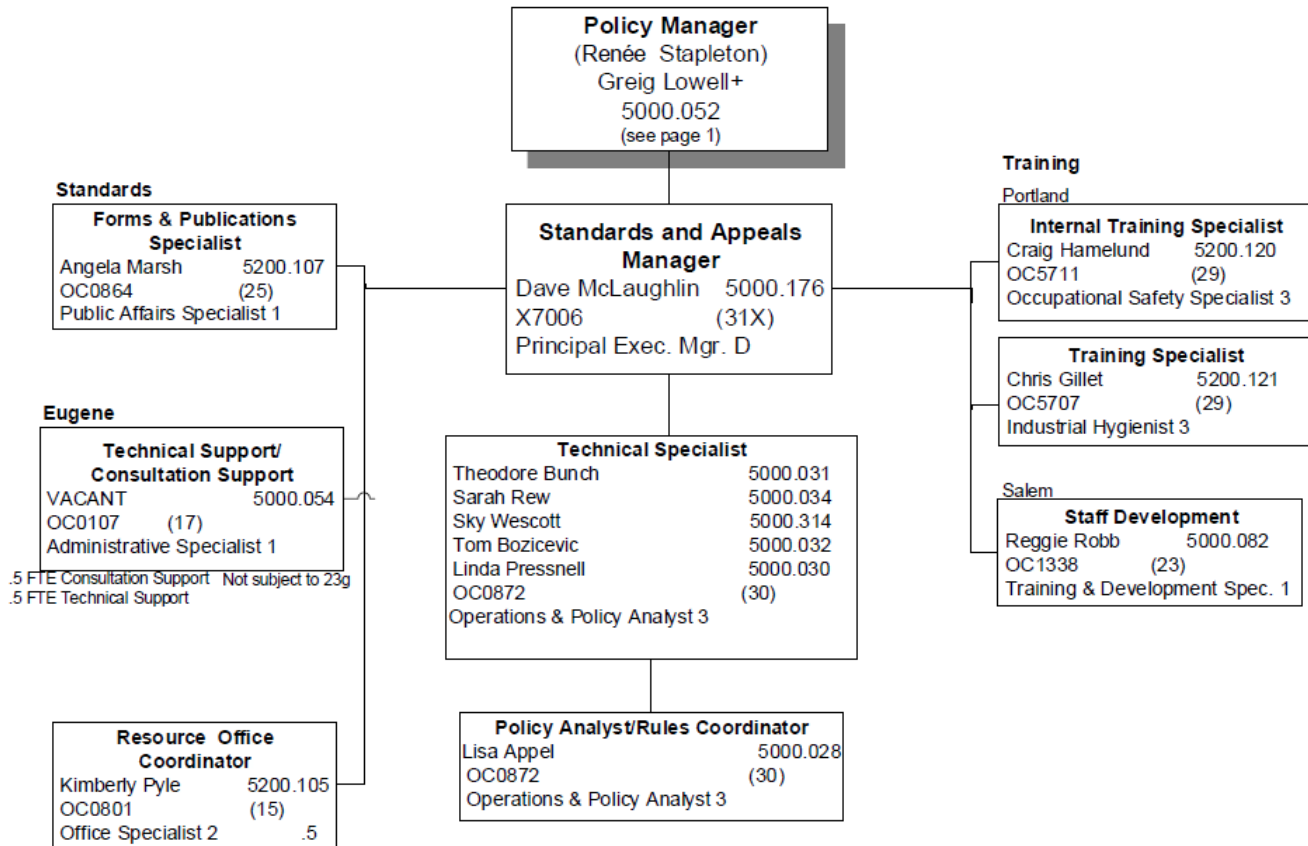 Policy Manager
(Renée Stapleton)
Greig Lowell+
5000.052
(see page 1)
Standards
Forms & Publications
Specialist
Angela Marsh 5200.107
OC0864 (25)
Public Affairs Specialist 1
Standards and Appeals
Manager
Dave McLaughlin 5000.176
X7006 (31X)
Principal Exec. Mgr. D
Training
Portland
Internal Training Specialist
Craig Hamelund 5200.120
OC5711 (29)
Occupational Safety Specialist 3
Training Specialist
Chris Gillet 5200.121
OC5707 (29)
Industrial Hygienist 3
Eugene
Technical Support/
Consultation Support
VACANT 5000.054
OC0107 (17)
Administrative Specialist 1
.5 FTE Consultation Support Not subject to 23g
.5 FTE Technical Support
Technical Specialist
Theodore Bunch 5000.031
Sarah Rew 5000.034
Sky Wescott 5000.314
Tom Bozicevic 5000.032
Linda Pressnell 5000.030
OC0872 (30)
Operations & Policy Analyst 3
Salem
Staff Development
Reggie Robb 5000.082
OC1338 (23)
Training & Development Spec. 1
Resource Office
Coordinator
Kimberly Pyle 5200.105
OC0801 (15)
Office Specialist 2 .5
Policy Analyst/Rules Coordinator
Lisa Appel 5000.028
OC0872 (30)
Operations & Policy Analyst 3